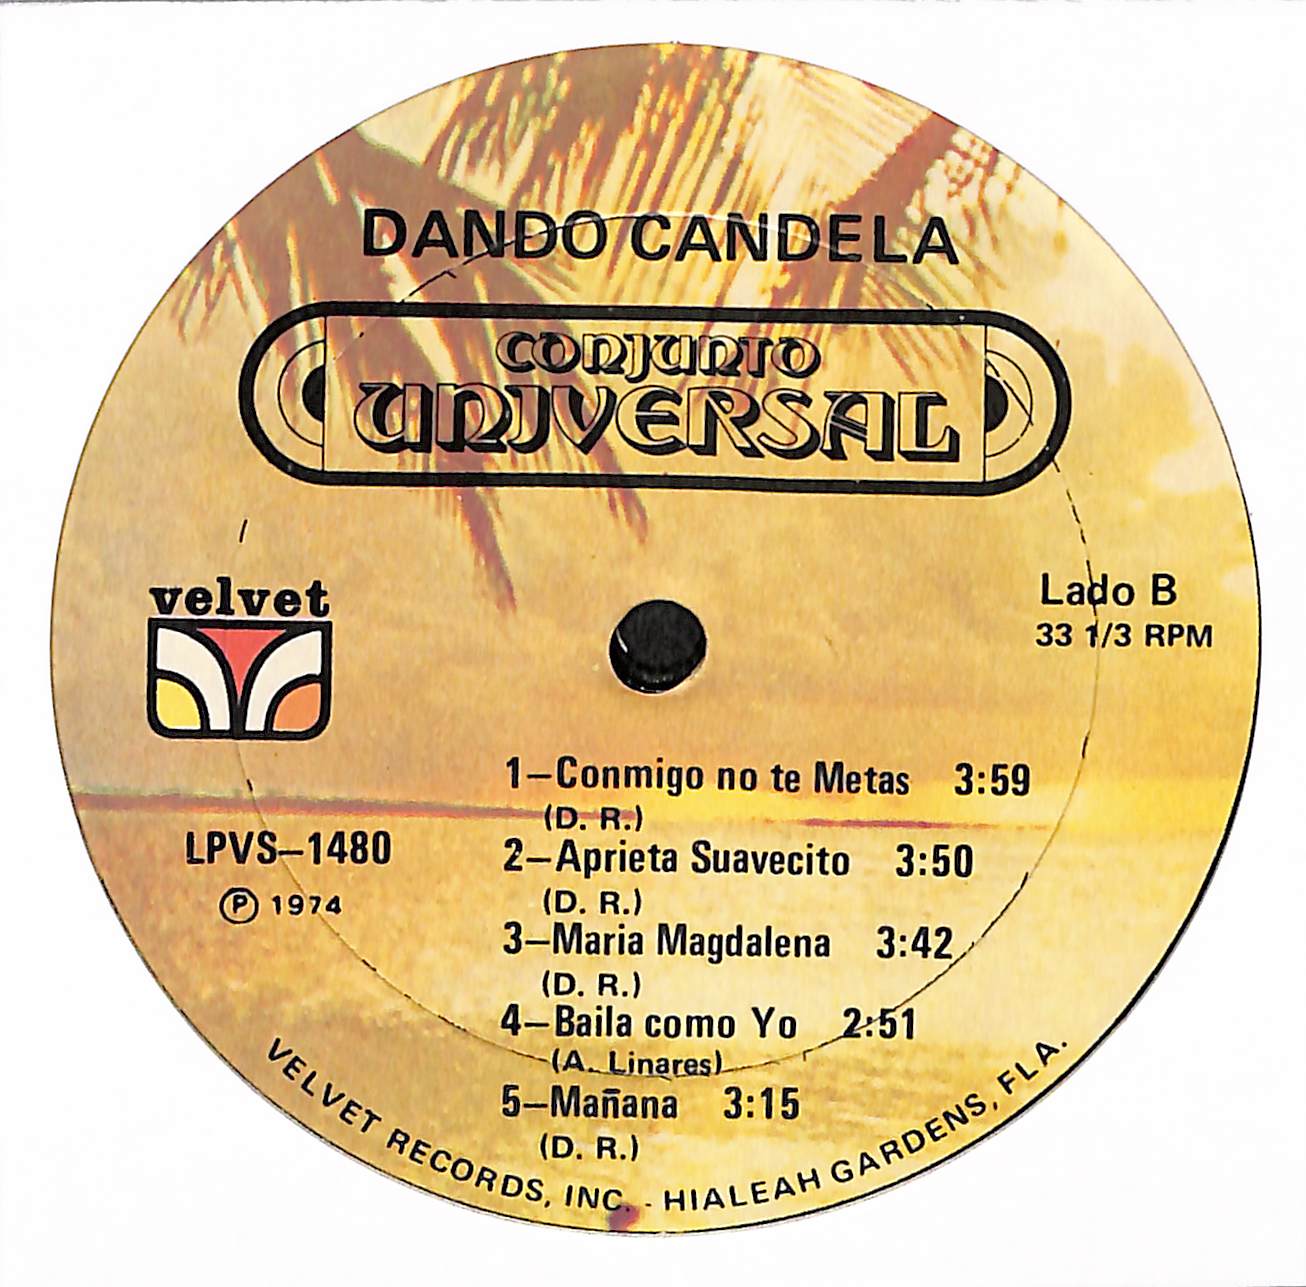 DANDO CANDELA
CONJUNTO
UNIVERSAL
velvet
Lado B
33 1/3 RPM
1—Conmigo no te Metas 3:59
(D. R.)
LPVS—1480
Ⓟ 1974
2—Aprieta Suavecito 3:50
(D. R.)
3—Maria Magdalena 3:42
(D. R.)
4—Baila como Yo 2:51
(A. Linares)
5—Mañana 3:15
(D. R.)
VELVET RECORDS, INC. - HIALEAH GARDENS, FLA.